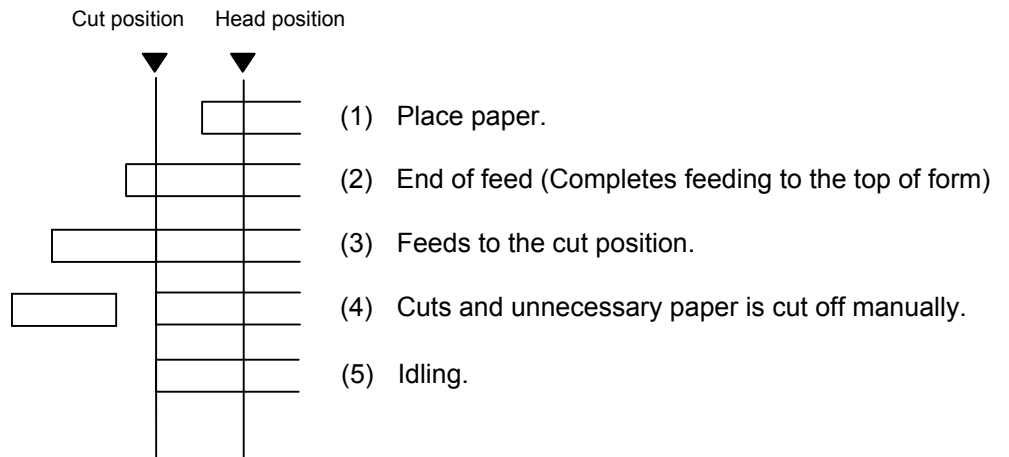 Cut position Head position
(1) Place paper.
(2) End of feed (Completes feeding to the top of form)
(3) Feeds to the cut position.
(4) Cuts and unnecessary paper is cut off manually.
(5) Idling.